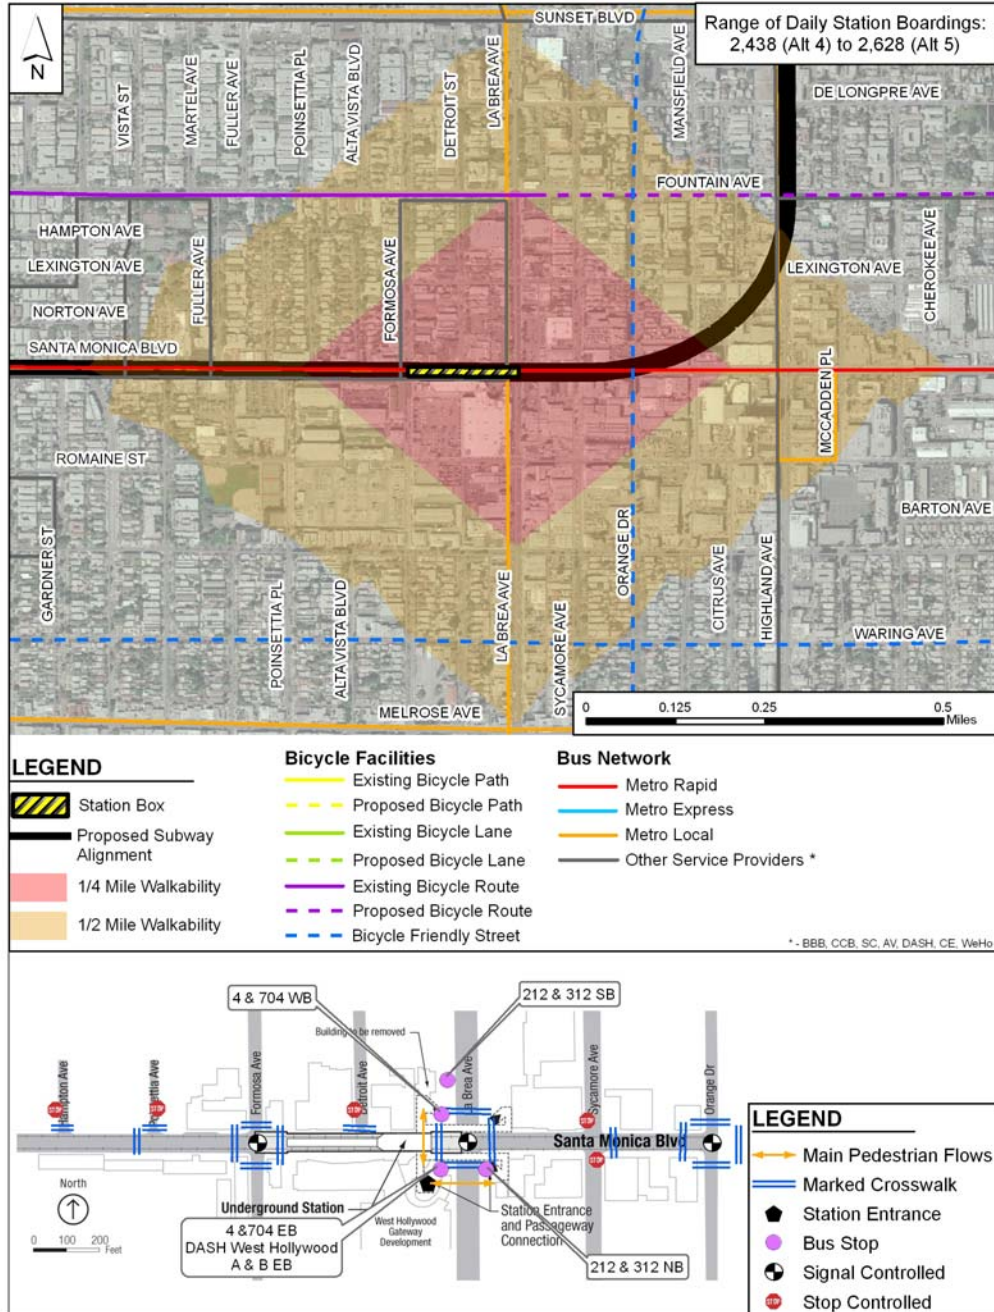 SUNSET BLVD
Range of Daily Station Boardings:
2,438 (Alt 4) to 2,628 (Alt 5)
N
VISTA ST
MARTEL AVE
FULLER AVE
POINSETTIA PL
ALTA VISTA BLVD
DETROIT ST
LA BREA AVE
MANSFIELD AVE
DE LONGPRE AVE
FOUNTAIN AVE
HAMPTON AVE
LEXINGTON AVE
NORTON AVE
FULLER AVE
FORMOSA AVE
LEXINGTON AVE
CHEROKEE AVE
SANTA MONICA BLVD
MCCADDEN PL
ROMAINE ST
BARTON AVE
GARDNER ST
ORANGE DR
POINSETTIA PL
ALTA VISTA BLVD
LA BREA AVE
SYCAMORE AVE
CITRUS AVE
HIGHLAND AVE
WARING AVE
MELROSE AVE
0 0.125 0.25 0.5
Miles
LEGEND
Station Box
Proposed Subway
Alignment
1/4 Mile Walkability
1/2 Mile Walkability
Bicycle Facilities
Existing Bicycle Path
Proposed Bicycle Path
Existing Bicycle Lane
Proposed Bicycle Lane
Existing Bicycle Route
Proposed Bicycle Route
Bicycle Friendly Street
Bus Network
Metro Rapid
Metro Express
Metro Local
Other Service Providers *
* - BBB, CCB, SC, AV, DASH, CE, WeHo
4 & 704 WB
212 & 312 SB
Building to be removed
Formosa Ave
Detroit Ave
Brea Ave
Sycamore Ave
Orange Dr
STOP
STOP
STOP
STOP
STOP
Santa Monica Blvd
North
0 100 200
Feet
Underground Station
4 &704 EB
DASH West Hollywood
A & B EB
West Hollywood
Gateway
Development
Station Entrance
and Passageway
Connection
212 & 312 NB
LEGEND
Main Pedestrian Flows
Marked Crosswalk
Station Entrance
Bus Stop
Signal Controlled
STOP
Stop Controlled